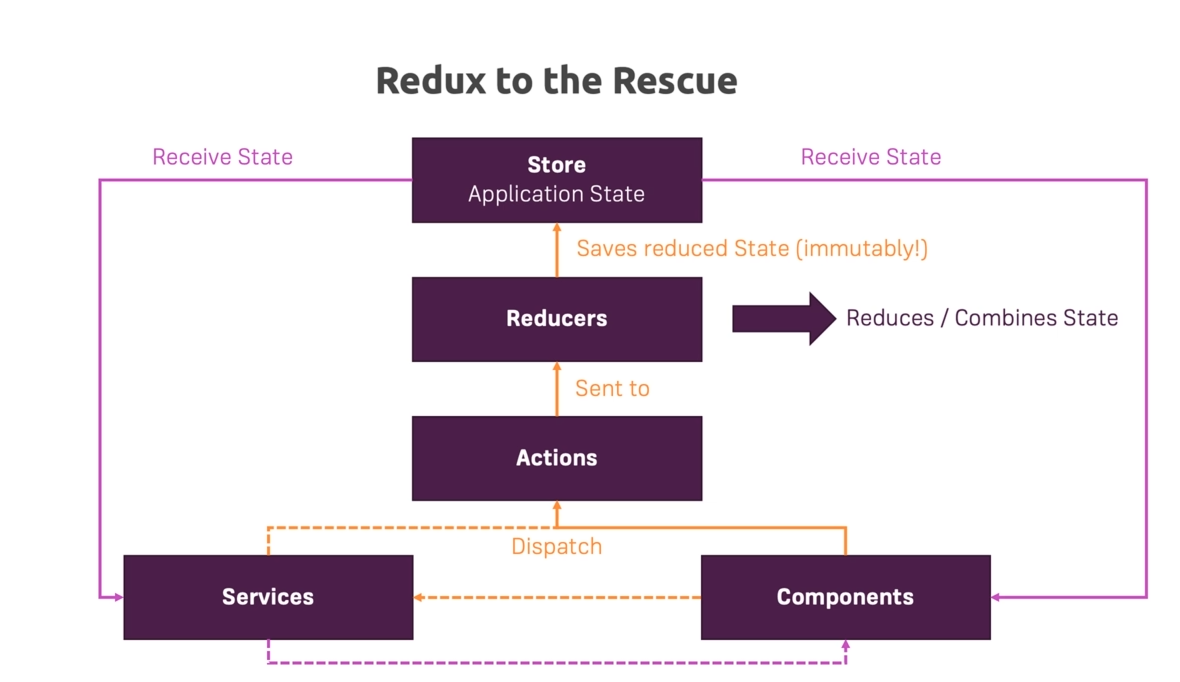 Redux to the Rescue
Receive State
Store
Application State
Receive State
Saves reduced State (immutably!)
Reducers
Reduces / Combines State
Sent to
Actions
Dispatch
Services
Components